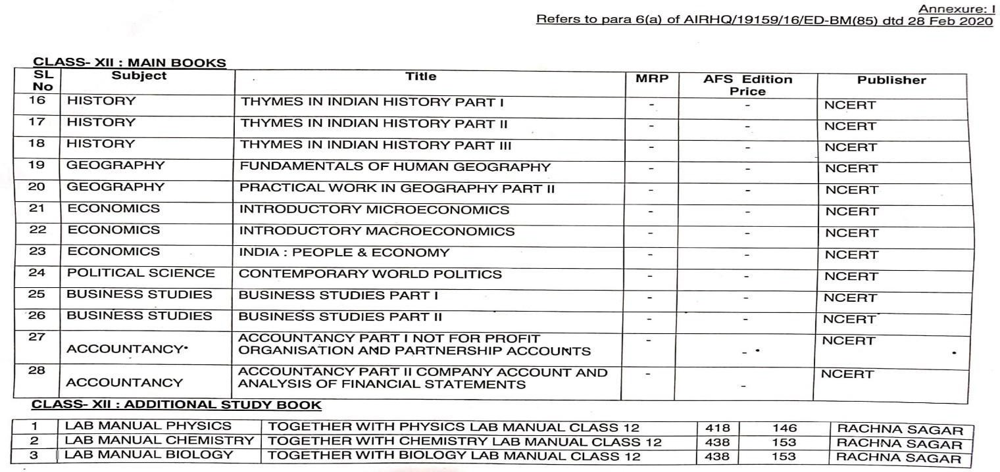 Annexure: I
Refers to para 6(a) of AIRHQ/19159/16/ED-BM(85) dtd 28 Feb 2020
CLASS- XII : MAIN BOOKS
SL No Subject Title MRP AFS Edition Price Publisher
16 HISTORY THYMES IN INDIAN HISTORY PART I - - NCERT
17 HISTORY THYMES IN INDIAN HISTORY PART II - - NCERT
18 HISTORY THYMES IN INDIAN HISTORY PART III - - NCERT
19 GEOGRAPHY FUNDAMENTALS OF HUMAN GEOGRAPHY - - NCERT
20 GEOGRAPHY PRACTICAL WORK IN GEOGRAPHY PART II - - NCERT
21 ECONOMICS INTRODUCTORY MICROECONOMICS - - NCERT
22 ECONOMICS INTRODUCTORY MACROECONOMICS - - NCERT
23 ECONOMICS INDIA : PEOPLE & ECONOMY - - NCERT
24 POLITICAL SCIENCE CONTEMPORARY WORLD POLITICS - - NCERT
25 BUSINESS STUDIES BUSINESS STUDIES PART I - - NCERT
26 BUSINESS STUDIES BUSINESS STUDIES PART II - - NCERT
27 ACCOUNTANCY ACCOUNTANCY PART I NOT FOR PROFIT
ORGANISATION AND PARTNERSHIP ACCOUNTS - - NCERT
28 ACCOUNTANCY ACCOUNTANCY PART II COMPANY ACCOUNT AND
ANALYSIS OF FINANCIAL STATEMENTS - - NCERT
CLASS- XII : ADDITIONAL STUDY BOOK
1 LAB MANUAL PHYSICS TOGETHER WITH PHYSICS LAB MANUAL CLASS 12 418 146 RACHNA SAGAR
2 LAB MANUAL CHEMISTRY TOGETHER WITH CHEMISTRY LAB MANUAL CLASS 12 438 153 RACHNA SAGAR
3 LAB MANUAL BIOLOGY TOGETHER WITH BIOLOGY LAB MANUAL CLASS 12 438 153 RACHNA SAGAR